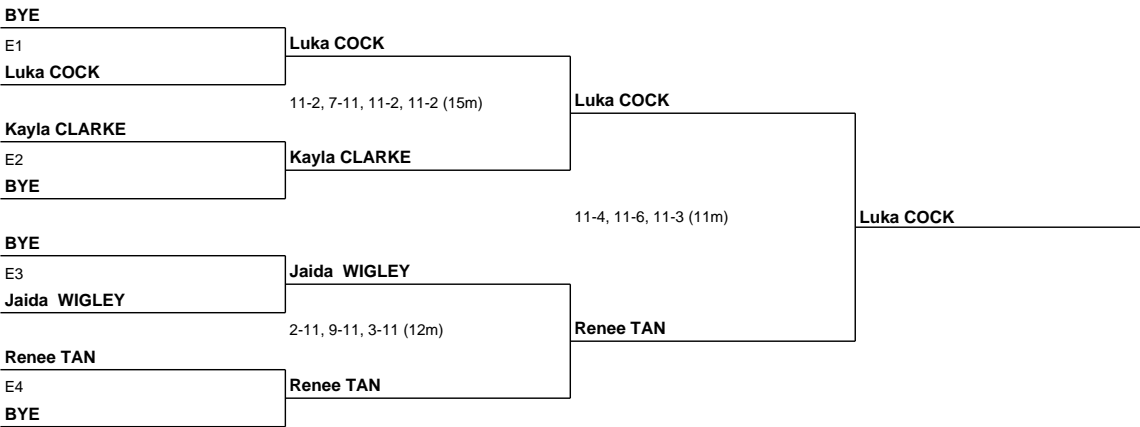 BYE
E1
Luka COCK
Kayla CLARKE
E2
BYE
BYE
E3
Jaida  WIGLEY
Renee TAN
E4
BYE
Luka COCK
11-2, 7-11, 11-2, 11-2 (15m)
Kayla CLARKE
Jaida  WIGLEY
2-11, 9-11, 3-11 (12m)
Renee TAN
Luka COCK
11-4, 11-6, 11-3 (11m)
Renee TAN
Luka COCK